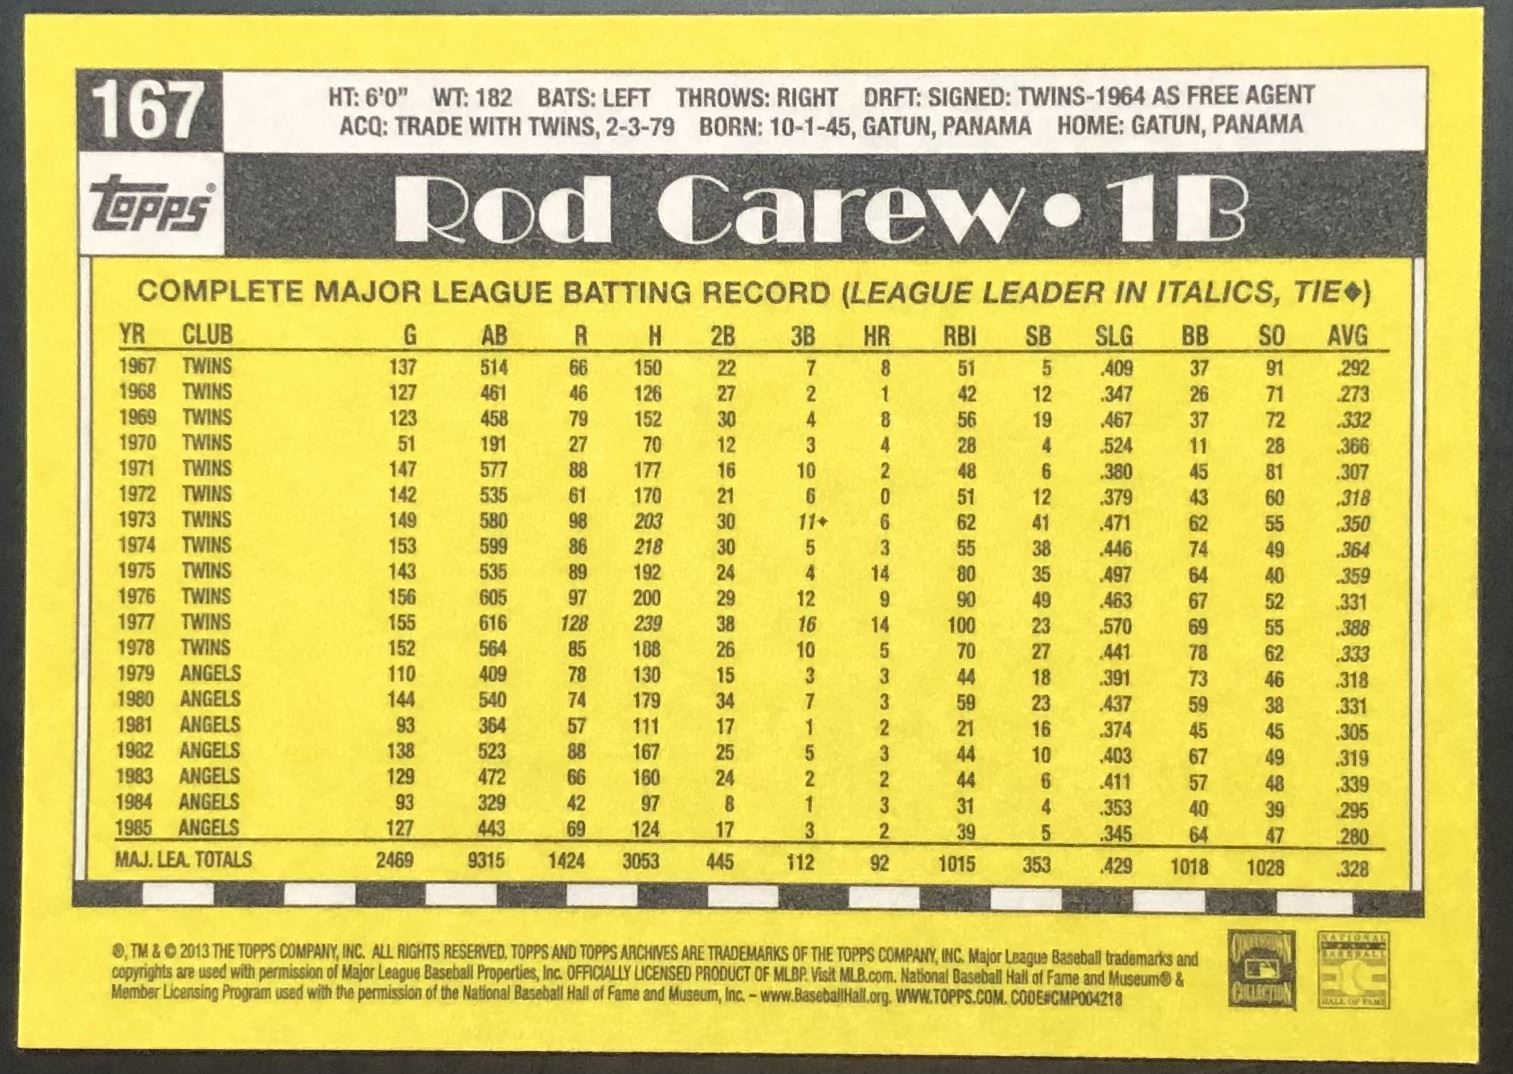 167
HT: 6'0" WT: 182 BATS: LEFT THROWS: RIGHT DRFT: SIGNED: TWINS-1964 AS FREE AGENT
ACQ: TRADE WITH TWINS, 2-3-79 BORN: 10-1-45, GATUN, PANAMA HOME: GATUN, PANAMA
Topps®
Rod Carew • 1B
COMPLETE MAJOR LEAGUE BATTING RECORD (LEAGUE LEADER IN ITALICS, TIE◆)
YR CLUB G AB R H 2B 3B HR RBI SB SLG BB SO AVG
1967 TWINS 137 514 66 150 22 7 8 51 5 .409 37 91 .292
1968 TWINS 127 461 46 126 27 2 1 42 12 .347 26 71 .273
1969 TWINS 123 458 79 152 30 4 8 56 19 .467 37 72 .332
1970 TWINS 51 191 27 70 12 3 4 28 4 .524 11 28 .366
1971 TWINS 147 577 88 177 16 10 2 48 6 .380 45 81 .307
1972 TWINS 142 535 61 170 21 6 0 51 12 .379 43 60 .318
1973 TWINS 149 580 98 203 30 11◆ 6 62 41 .471 62 55 .350
1974 TWINS 153 599 86 218 30 5 3 55 38 .446 74 49 .364
1975 TWINS 143 535 89 192 24 4 14 80 35 .497 64 40 .359
1976 TWINS 156 605 97 200 29 12 9 90 49 .463 67 52 .331
1977 TWINS 155 616 128 239 38 16 14 100 23 .570 69 55 .388
1978 TWINS 152 564 85 188 26 10 5 70 27 .441 78 62 .333
1979 ANGELS 110 409 78 130 15 3 3 44 18 .391 73 46 .318
1980 ANGELS 144 540 74 179 34 7 3 59 23 .437 59 38 .331
1981 ANGELS 93 364 57 111 17 1 2 21 16 .374 45 45 .305
1982 ANGELS 138 523 88 167 25 5 3 44 10 .403 67 49 .319
1983 ANGELS 129 472 66 160 24 2 2 44 6 .411 57 48 .339
1984 ANGELS 93 329 42 97 8 1 3 31 4 .353 40 39 .295
1985 ANGELS 127 443 69 124 17 3 2 39 5 .345 64 47 .280
MAJ. LEA. TOTALS 2469 9315 1424 3053 445 112 92 1015 353 .429 1018 1028 .328
®, TM & © 2013 THE TOPPS COMPANY, INC. ALL RIGHTS RESERVED. TOPPS AND TOPPS ARCHIVES ARE TRADEMARKS OF THE TOPPS COMPANY, INC. Major League Baseball trademarks and
copyrights are used with permission of Major League Baseball Properties, Inc. OFFICIALLY LICENSED PRODUCT OF MLBP. Visit MLB.com. National Baseball Hall of Fame and Museum® &
Member Licensing Program used with the permission of the National Baseball Hall of Fame and Museum, Inc. – www.BaseballHall.org. WWW.TOPPS.COM. CODE#CMP004218
COOPERSTOWN
COLLECTION
NATIONAL
BASEBALL
HALL OF FAME